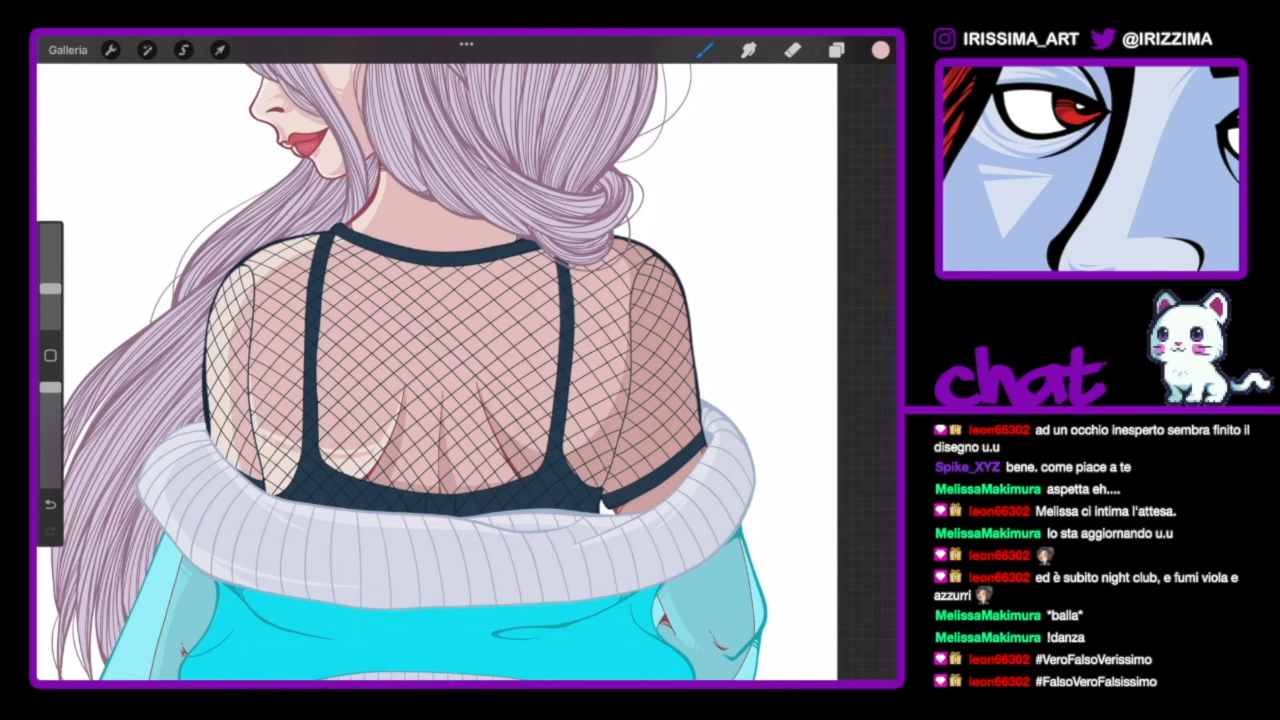 Galleria
IRISSIMA_ART @IRIZZIMA
chat
leon66302 ad un occhio inesperto sembra finito il
disegno u.u
Spike_XYZ bene. come piace a te
MelissaMakimura aspetta eh....
leon66302 Melissa ci intima l'attesa.
MelissaMakimura lo sta aggiornando u.u
leon66302
leon66302 ed è subito night club, e fumi viola e
azzurri
MelissaMakimura *balla*
MelissaMakimura !danza
leon66302 #VeroFalsoVerissimo
leon66302 #FalsoVeroFalsissimo